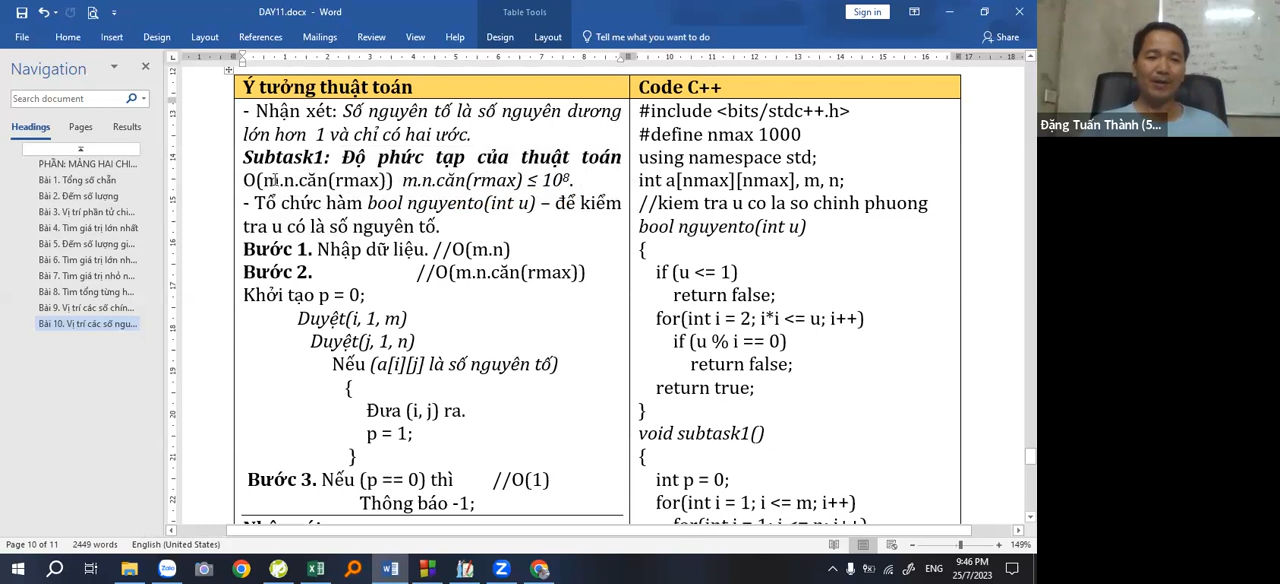 DAY11.docx - Word
Table Tools
Sign in
File Home Insert Design Layout References Mailings Review View Help Design Layout Tell me what you want to do Share
Navigation
Search document
Headings Pages Results
PHẦN: MẢNG HAI CHI...
Bài 1. Tổng số chẵn
Bài 2. Đếm số lượng
Bài 3. Vị trí phần tử chi...
Bài 4. Tìm giá trị lớn nhất
Bài 5. Đếm số lượng gi...
Bài 6. Tìm giá trị lớn nh...
Bài 7. Tìm giá trị nhỏ n...
Bài 8. Tìm tổng từng h...
Bài 9. Vị trí các số chín...
Bài 10. Vị trí các số ngu...
Ý tưởng thuật toán
- Nhận xét: Số nguyên tố là số nguyên dương
lớn hơn 1 và chỉ có hai ước.
Subtask1: Độ phức tạp của thuật toán
O(m.n.căn(rmax)) m.n.căn(rmax) ≤ 10⁸.
- Tổ chức hàm bool nguyento(int u) – để kiểm
tra u có là số nguyên tố.
Bước 1. Nhập dữ liệu. //O(m.n)
Bước 2. //O(m.n.căn(rmax))
Khởi tạo p = 0;
Duyệt(i, 1, m)
Duyệt(j, 1, n)
Nếu (a[i][j] là số nguyên tố)
{
Đưa (i, j) ra.
p = 1;
}
Bước 3. Nếu (p == 0) thì //O(1)
Thông báo -1;
Code C++
#include <bits/stdc++.h>
#define nmax 1000
using namespace std;
int a[nmax][nmax], m, n;
//kiem tra u co la so chinh phuong
bool nguyento(int u)
{
if (u <= 1)
return false;
for(int i = 2; i*i <= u; i++)
if (u % i == 0)
return false;
return true;
}
void subtask1()
{
int p = 0;
for(int i = 1; i <= m; i++)
Đặng Tuấn Thành (5...
Page 10 of 11 2449 words English (United States) 149%
ENG
9:46 PM
25/7/2023